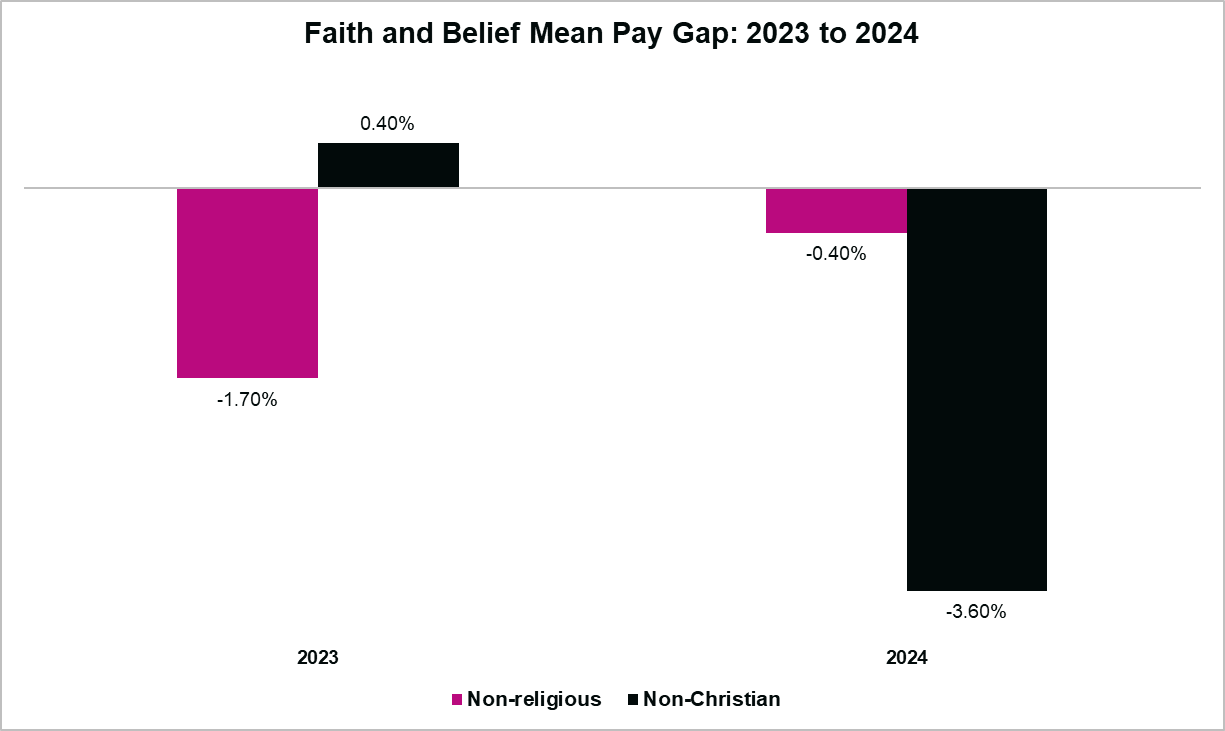 Faith and Belief Mean Pay Gap: 2023 to 2024
0.40%
-0.40%
-1.70%
-3.60%
2023 2024
Non-religious Non-Christian